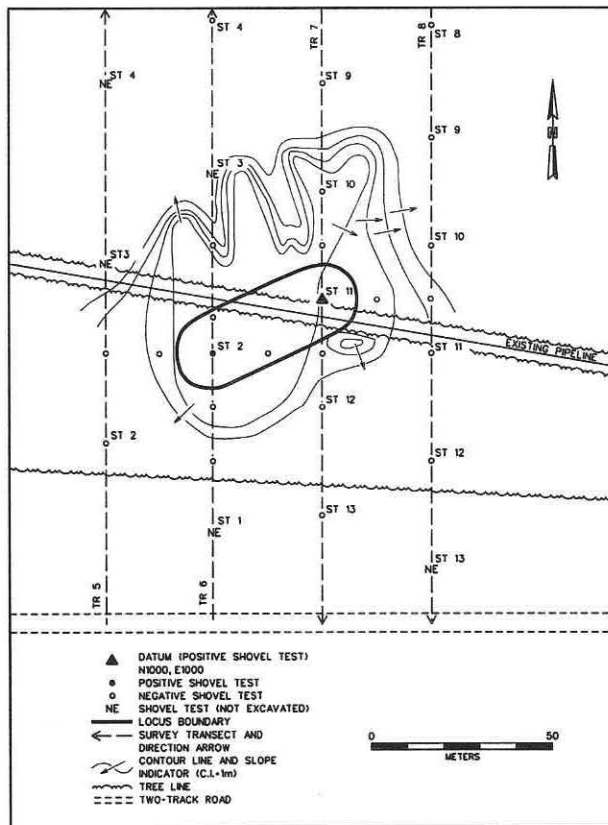 ST 4
TR 7
TR 8
ST 8
ST 4
ST 9
NE
ST 9
N
ST 3
NE
ST 10
ST3
NE
ST 10
ST 11
EXISTING PIPELINE
ST 2
ST 11
ST 12
ST 2
ST 12
ST 1
NE
ST 13
ST 13
NE
TR 5
TR 6
DATUM (POSITIVE SHOVEL TEST)
N1000, E1000
POSITIVE SHOVEL TEST
NEGATIVE SHOVEL TEST
NE SHOVEL TEST (NOT EXCAVATED)
LOCUS BOUNDARY
SURVEY TRANSECT AND
DIRECTION ARROW
CONTOUR LINE AND SLOPE
INDICATOR (C.I.=1m)
TREE LINE
TWO-TRACK ROAD
0 50
METERS